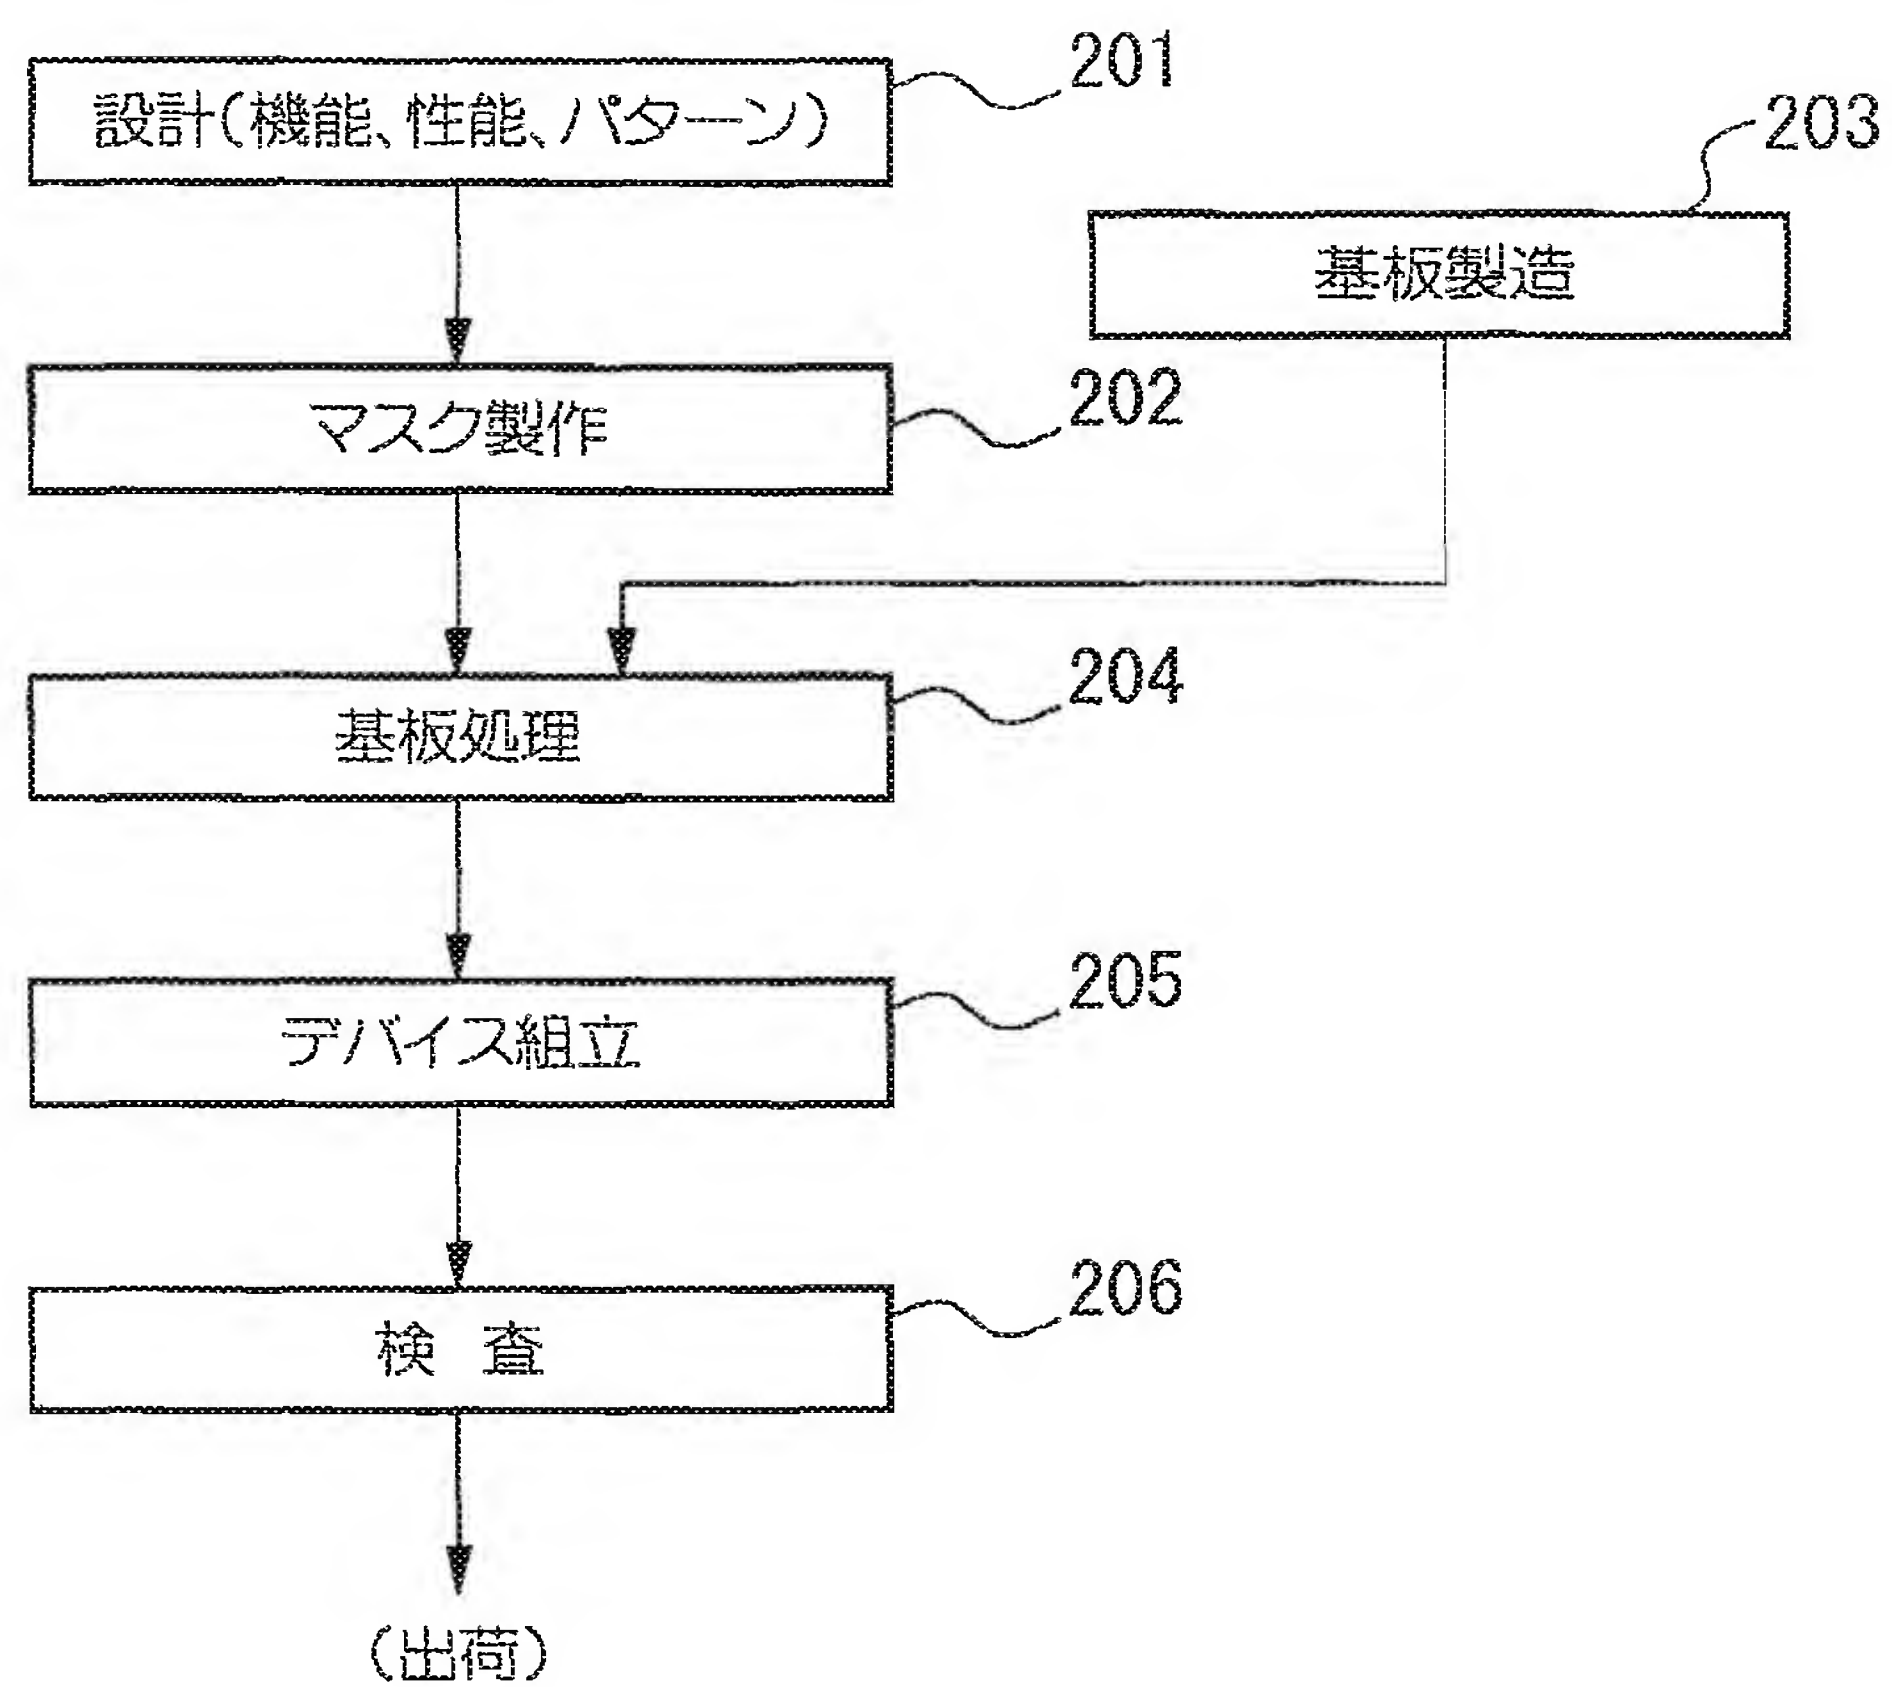 設計(機能、性能、パターン)
201
203
基板製造
マスク製作
202
基板処理
204
デバイス組立
205
検 査
206
(出荷)